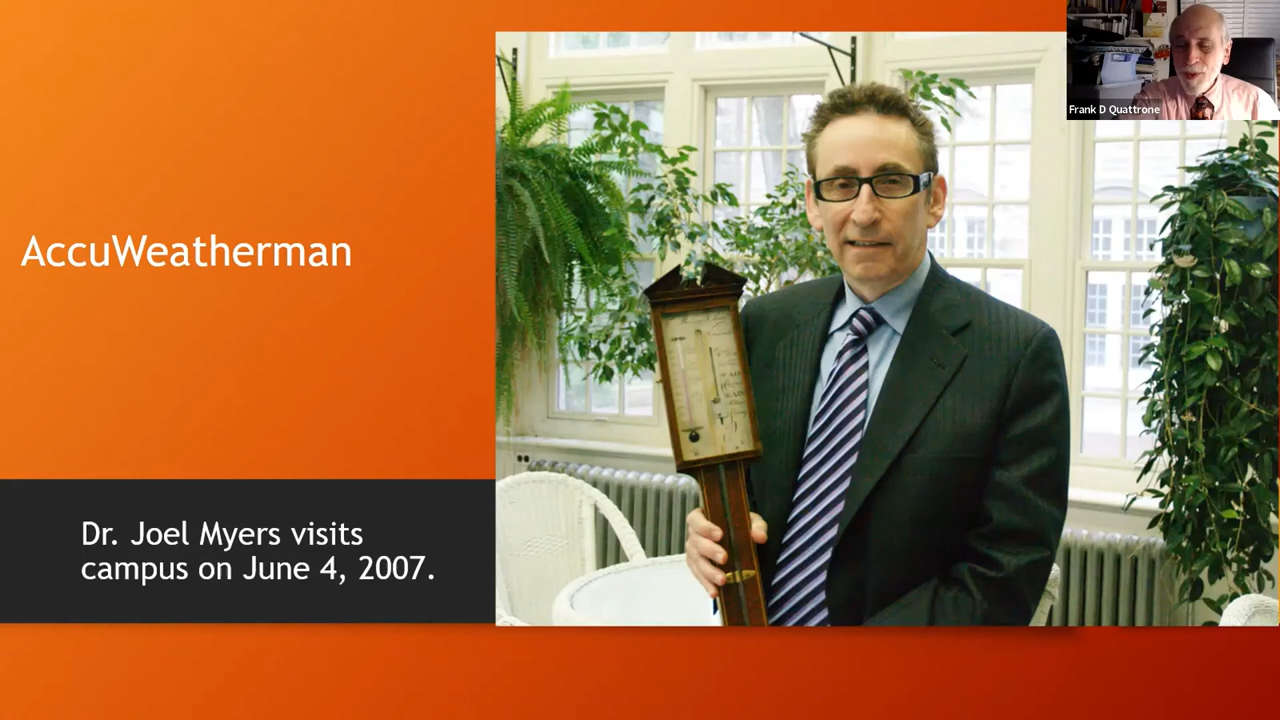 Frank D Quattrone
AccuWeatherman
Dr. Joel Myers visits
campus on June 4, 2007.